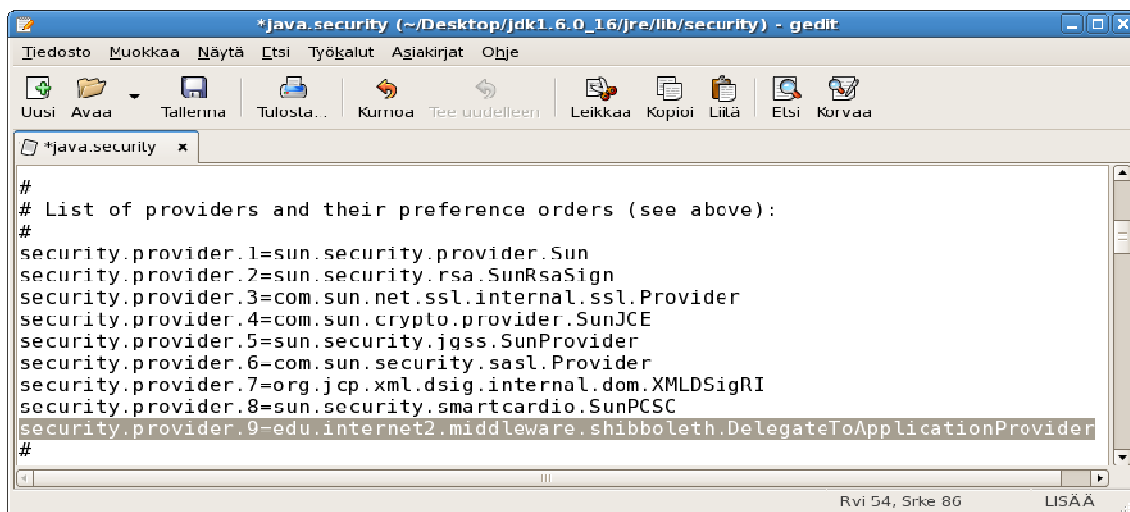 *java.security (~/Desktop/jdk1.6.0_16/jre/lib/security) - gedit
Tiedosto Muokkaa Näytä Etsi Työkalut Asiakirjat Ohje
Uusi Avaa Tallenna Tulosta... Kumoa Tee uudelleen Leikkaa Kopioi Liitä Etsi Korvaa
*java.security
#
# List of providers and their preference orders (see above):
#
security.provider.1=sun.security.provider.Sun
security.provider.2=sun.security.rsa.SunRsaSign
security.provider.3=com.sun.net.ssl.internal.ssl.Provider
security.provider.4=com.sun.crypto.provider.SunJCE
security.provider.5=sun.security.jgss.SunProvider
security.provider.6=com.sun.security.sasl.Provider
security.provider.7=org.jcp.xml.dsig.internal.dom.XMLDSigRI
security.provider.8=sun.security.smartcardio.SunPCSC
security.provider.9=edu.internet2.middleware.shibboleth.DelegateToApplicationProvider
#
Rvi 54, Srke 86 LISÄÄ